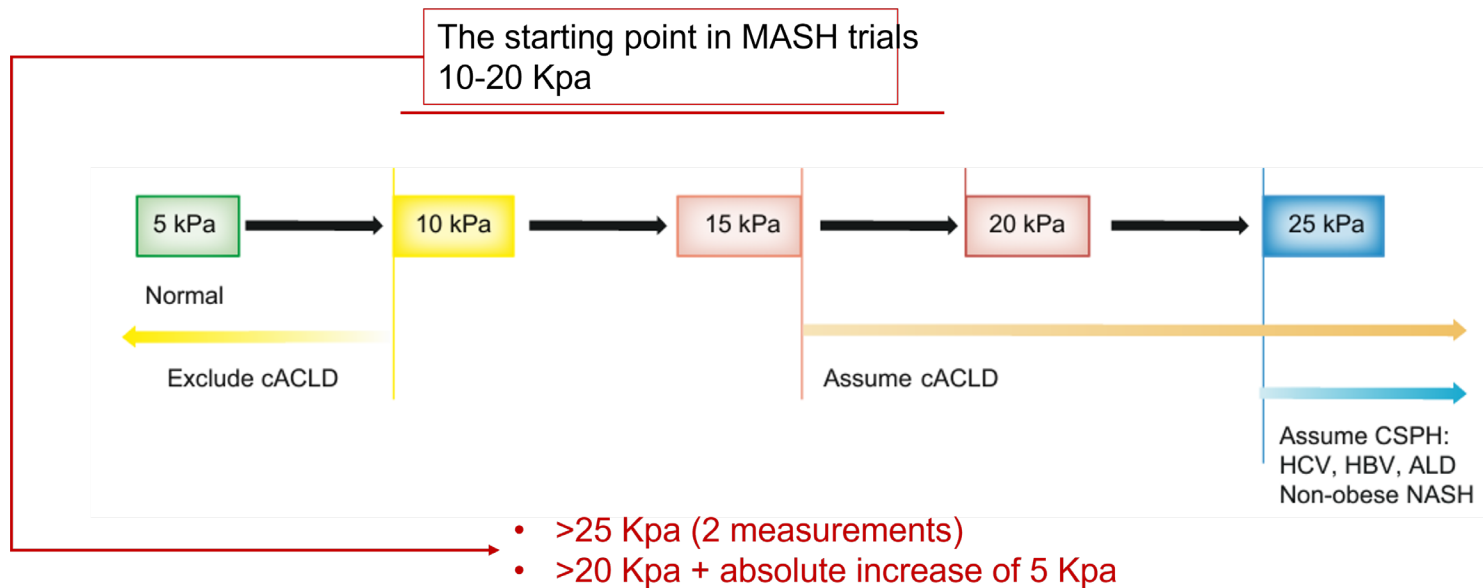 The starting point in MASH trials
10-20 Kpa
5 kPa
10 kPa
15 kPa
20 kPa
25 kPa
Normal
Exclude cACLD
Assume cACLD
Assume CSPH:
HCV, HBV, ALD
Non-obese NASH
• >25 Kpa (2 measurements)
• >20 Kpa + absolute increase of 5 Kpa